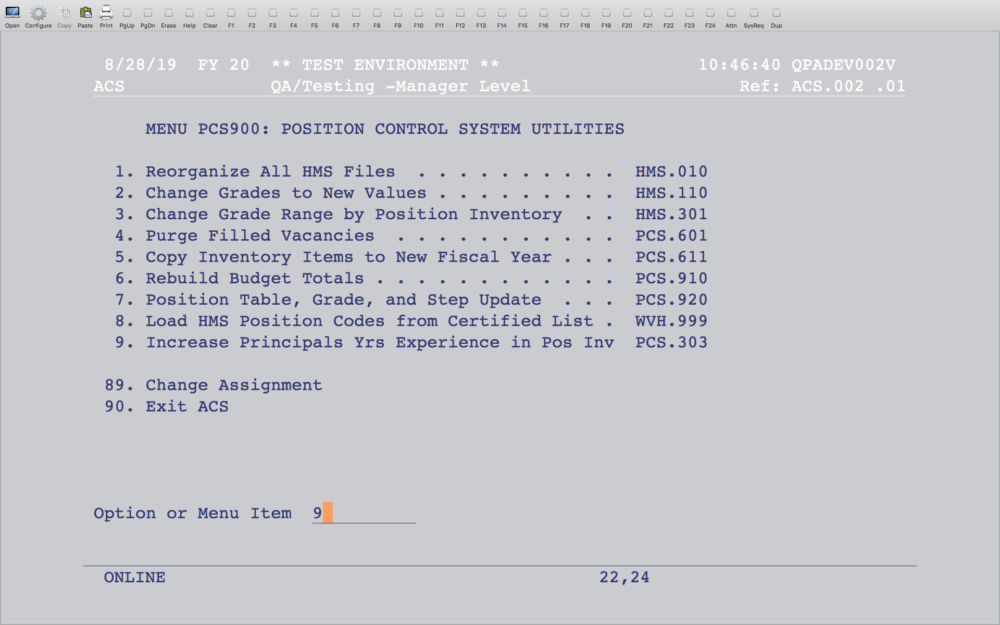 Open Configure Copy Paste Print PgUp PgDn Erase Help Clear F1 F2 F3 F4 F5 F6 F7 F8 F9 F10 F11 F12 F13 F14 F15 F16 F17 F18 F19 F20 F21 F22 F23 F24 Attn SysReq Dup
8/28/19 FY 20 ** TEST ENVIRONMENT ** 10:46:40 QPADEV002V
ACS QA/Testing -Manager Level Ref: ACS.002 .01
MENU PCS900: POSITION CONTROL SYSTEM UTILITIES
1. Reorganize All HMS Files . . . . . . . . . . HMS.010
2. Change Grades to New Values . . . . . . . . . HMS.110
3. Change Grade Range by Position Inventory . . HMS.301
4. Purge Filled Vacancies . . . . . . . . . . . PCS.601
5. Copy Inventory Items to New Fiscal Year . . . PCS.611
6. Rebuild Budget Totals . . . . . . . . . . . . PCS.910
7. Position Table, Grade, and Step Update . . . PCS.920
8. Load HMS Position Codes from Certified List . WVH.999
9. Increase Principals Yrs Experience in Pos Inv PCS.303
89. Change Assignment
90. Exit ACS
Option or Menu Item 9
ONLINE 22,24